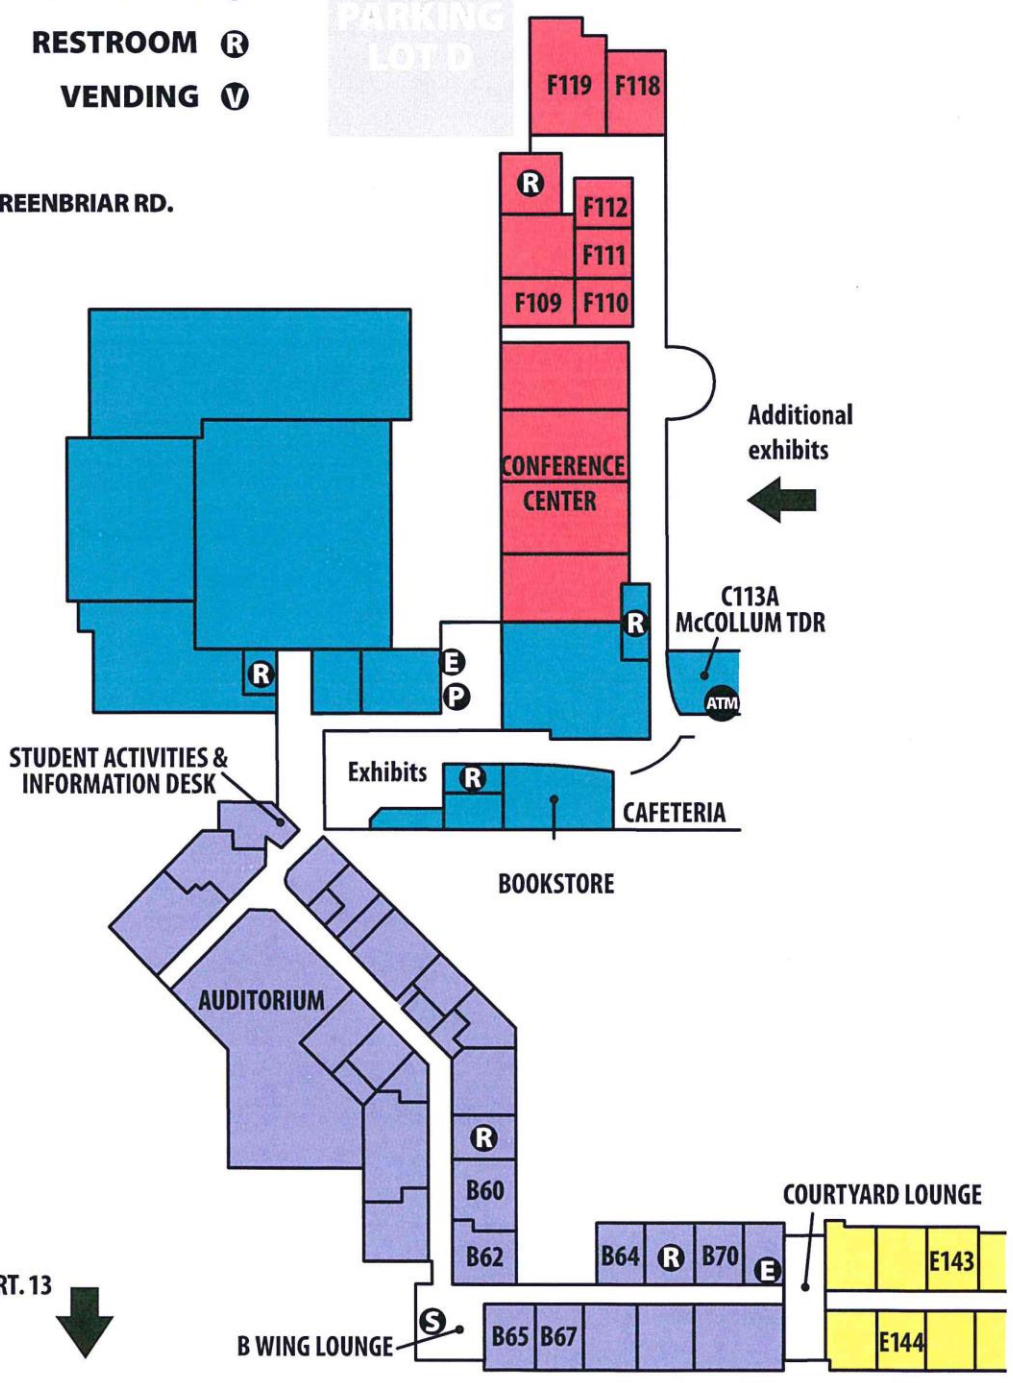 PARKING
LOT D
RESTROOM R
VENDING V
REENBRIAR RD.
F119
F118
R
F112
F111
F109
F110
CONFERENCE
CENTER
Additional
exhibits
C113A
McCOLLUM TDR
R
ATM
R
E
P
STUDENT ACTIVITIES &
INFORMATION DESK
Exhibits
R
CAFETERIA
BOOKSTORE
AUDITORIUM
R
B60
B62
COURTYARD LOUNGE
B64
R
B70
E
E143
RT. 13
S
B WING LOUNGE
B65
B67
E144